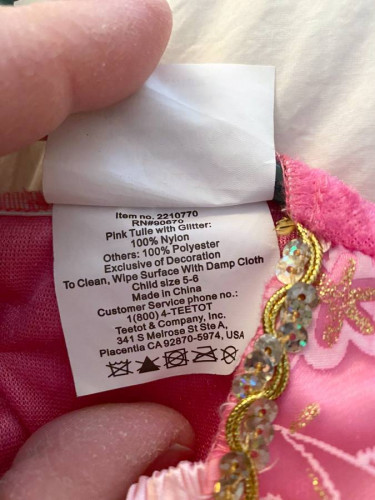 Item no. 2210770
RN#90670
Pink Tulle with Glitter:
100% Nylon
Others: 100% Polyester
Exclusive of Decoration
To Clean, Wipe Surface With Damp Cloth
Child size 5-6
Made in China
Customer Service phone no.:
1(800) 4-TEETOT
Teetot & Company, Inc.
341 S Melrose St Ste A,
Placentia CA 92870-5974, USA